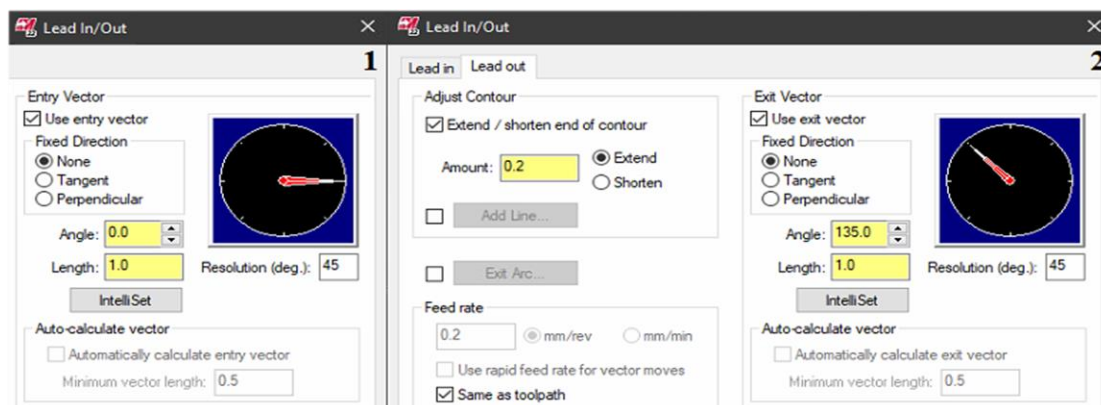 Lead In/Out
1
Entry Vector
Use entry vector
Fixed Direction
None
Tangent
Perpendicular
Angle: 0.0
Length: 1.0
Resolution (deg.): 45
IntelliSet
Auto-calculate vector
Automatically calculate entry vector
Minimum vector length: 0.5
Lead In/Out
2
Lead in Lead out
Adjust Contour
Extend / shorten end of contour
Amount: 0.2
Extend
Shorten
Add Line...
Exit Arc...
Feed rate
0.2 mm/rev mm/min
Use rapid feed rate for vector moves
Same as toolpath
Exit Vector
Use exit vector
Fixed Direction
None
Tangent
Perpendicular
Angle: 135.0
Length: 1.0
Resolution (deg.): 45
IntelliSet
Auto-calculate vector
Automatically calculate exit vector
Minimum vector length: 0.5